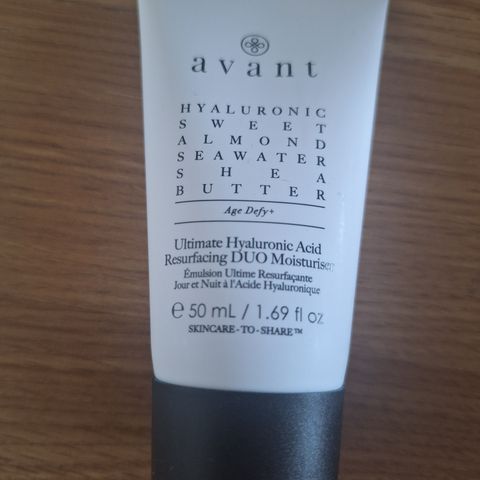 avant
HYALURONIC
SWEET
ALMOND
SEAWATER
SHEA
BUTTER
Age Defy+
Ultimate Hyaluronic Acid
Resurfacing DUO Moisturiser
Émulsion Ultime Resurfaçante
Jour et Nuit à l'Acide Hyaluronique
e 50 mL / 1.69 fl oz
SKINCARE-TO-SHARE™